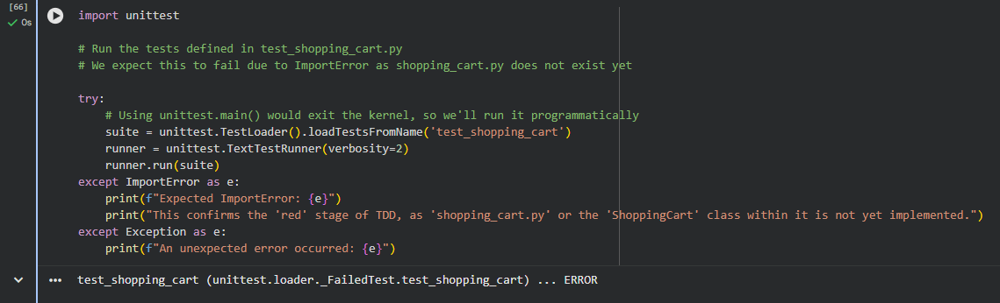 [66]
0s
import unittest
# Run the tests defined in test_shopping_cart.py
# We expect this to fail due to ImportError as shopping_cart.py does not exist yet
try:
    # Using unittest.main() would exit the kernel, so we'll run it programmatically
    suite = unittest.TestLoader().loadTestsFromName('test_shopping_cart')
    runner = unittest.TextTestRunner(verbosity=2)
    runner.run(suite)
except ImportError as e:
    print(f"Expected ImportError: {e}")
    print("This confirms the 'red' stage of TDD, as 'shopping_cart.py' or the 'ShoppingCart' class within it is not yet implemented.")
except Exception as e:
    print(f"An unexpected error occurred: {e}")
test_shopping_cart (unittest.loader._FailedTest.test_shopping_cart) ... ERROR